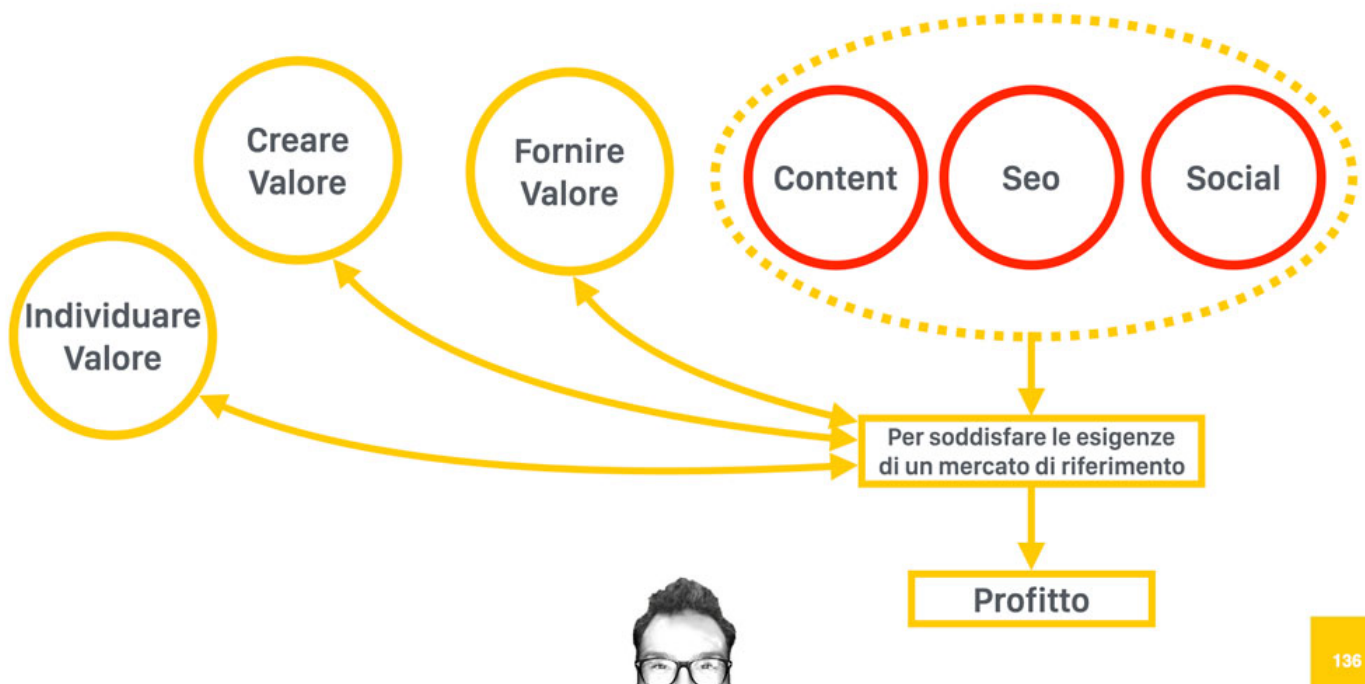 Creare
Valore
Fornire
Valore
Content
Seo
Social
Individuare
Valore
Per soddisfare le esigenze
di un mercato di riferimento
Profitto
136